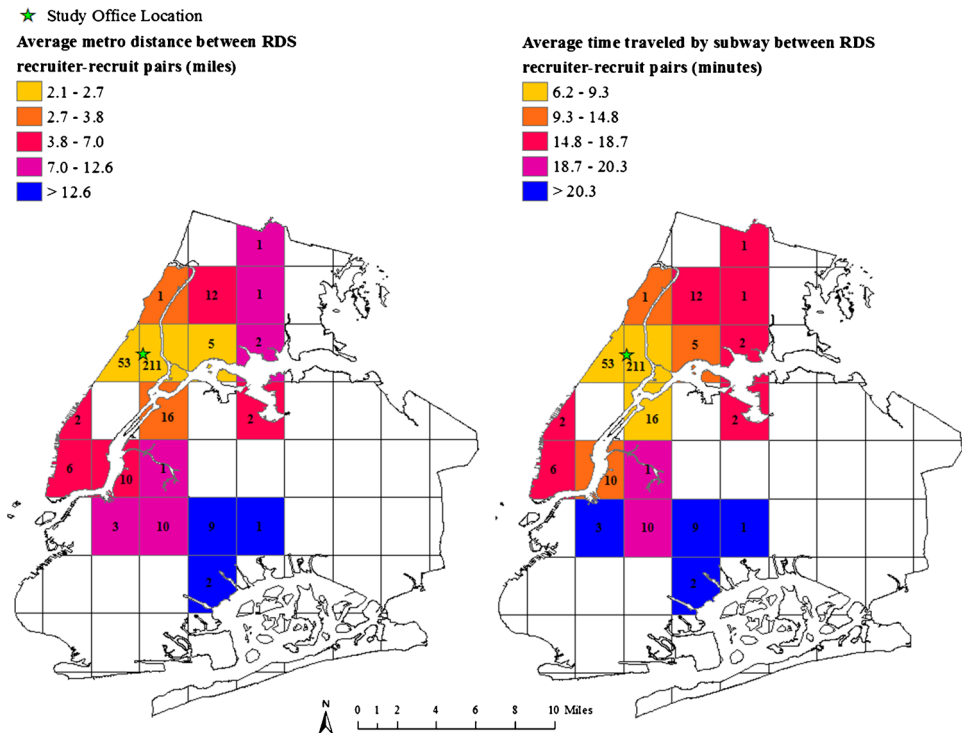 Study Office Location
Average metro distance between RDS
recruiter-recruit pairs (miles)
2.1 - 2.7
2.7 - 3.8
3.8 - 7.0
7.0 - 12.6
> 12.6
1
1 12 1
53 211 5 2
2 16 2
6 10 1
3 10 9 1
2
Average time traveled by subway between RDS
recruiter-recruit pairs (minutes)
6.2 - 9.3
9.3 - 14.8
14.8 - 18.7
18.7 - 20.3
> 20.3
1
1 12 1
53 211 5 2
2 16 2
6 10 1
3 10 9 1
2
N
0 1 2 4 6 8 10 Miles